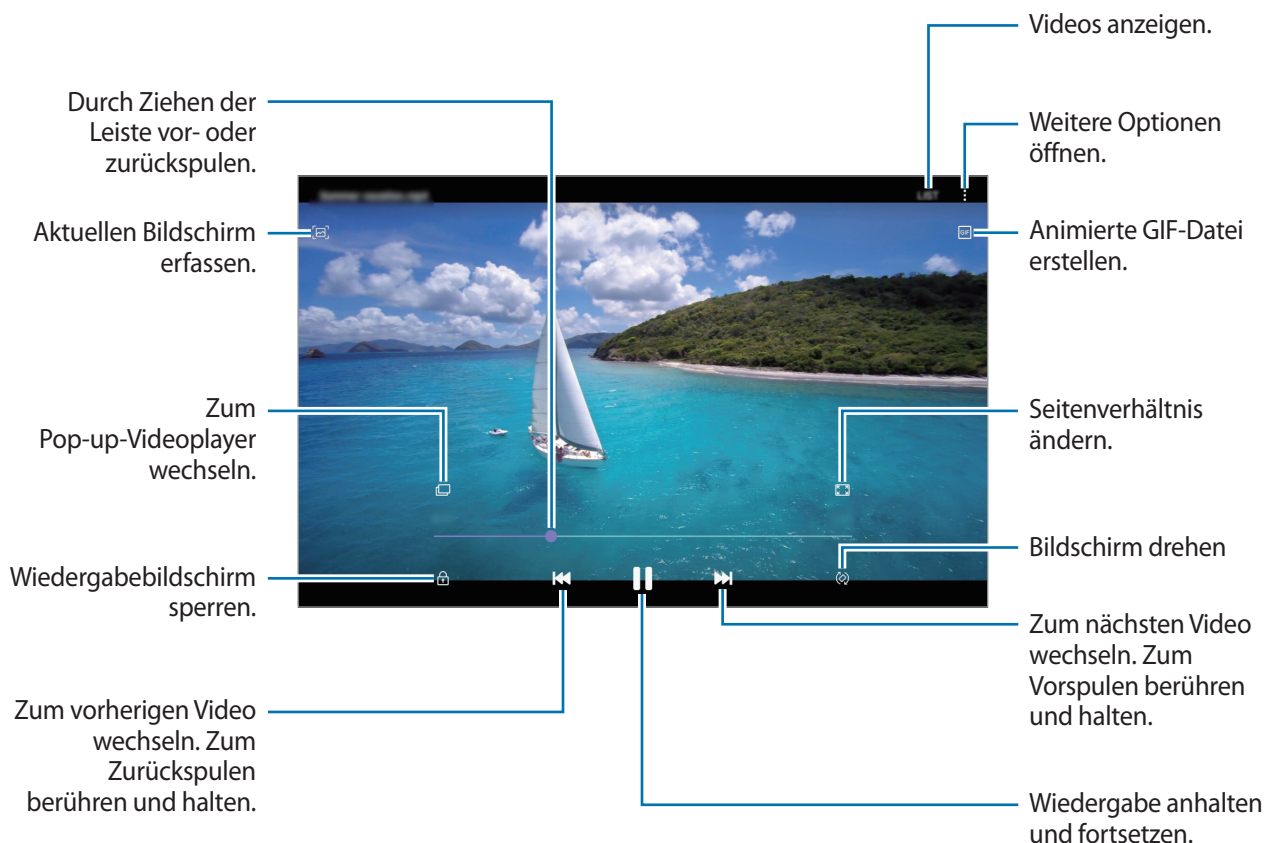 Videos anzeigen.
Durch Ziehen der
Leiste vor- oder
zurückspulen.
Weitere Optionen
öffnen.
LIST
Aktuellen Bildschirm
erfassen.
GIF
Animierte GIF-Datei
erstellen.
Zum
Pop-up-Videoplayer
wechseln.
Seitenverhältnis
ändern.
Wiedergabebildschirm
sperren.
Bildschirm drehen
Zum vorherigen Video
wechseln. Zum
Zurückspulen
berühren und halten.
Zum nächsten Video
wechseln. Zum
Vorspulen berühren
und halten.
Wiedergabe anhalten
und fortsetzen.